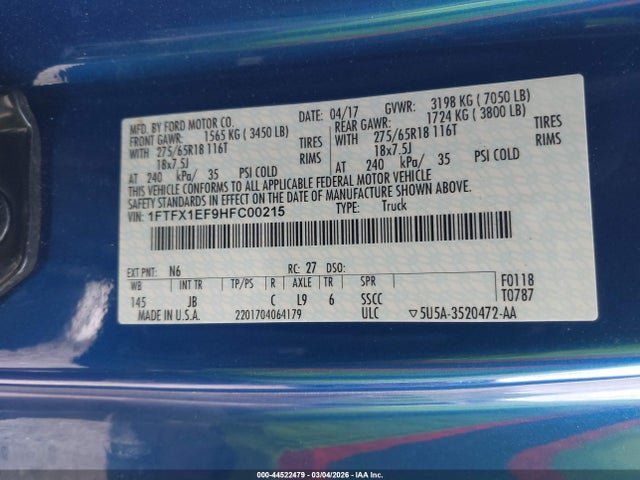 MFD. BY FORD MOTOR CO.
DATE: 04/17 GVWR: 3198 KG ( 7050 LB)
FRONT GAWR: 1565 KG ( 3450 LB)
REAR GAWR: 1724 KG ( 3800 LB)
WITH 275/65R18 116T TIRES
WITH 275/65R18 116T TIRES
18x7.5J RIMS
18x7.5J RIMS
AT 240 kPa/ 35 PSI COLD
AT 240 kPa/ 35 PSI COLD
THIS VEHICLE CONFORMS TO ALL APPLICABLE FEDERAL MOTOR VEHICLE
SAFETY STANDARDS IN EFFECT ON THE DATE OF MANUFACTURE SHOWN ABOVE.
VIN: 1FTFX1EF9HFC00215 TYPE: Truck
EXT PNT: N6 RC: 27 DSO:
WB INT TR TP/PS R AXLE TR SPR
145 JB C L9 6 SSCC
F0118
T0787
MADE IN U.S.A. 2201704064179 ULC ▽5U5A-3520472-AA
000-44522479 | 03/04/2026 - IAA Inc.